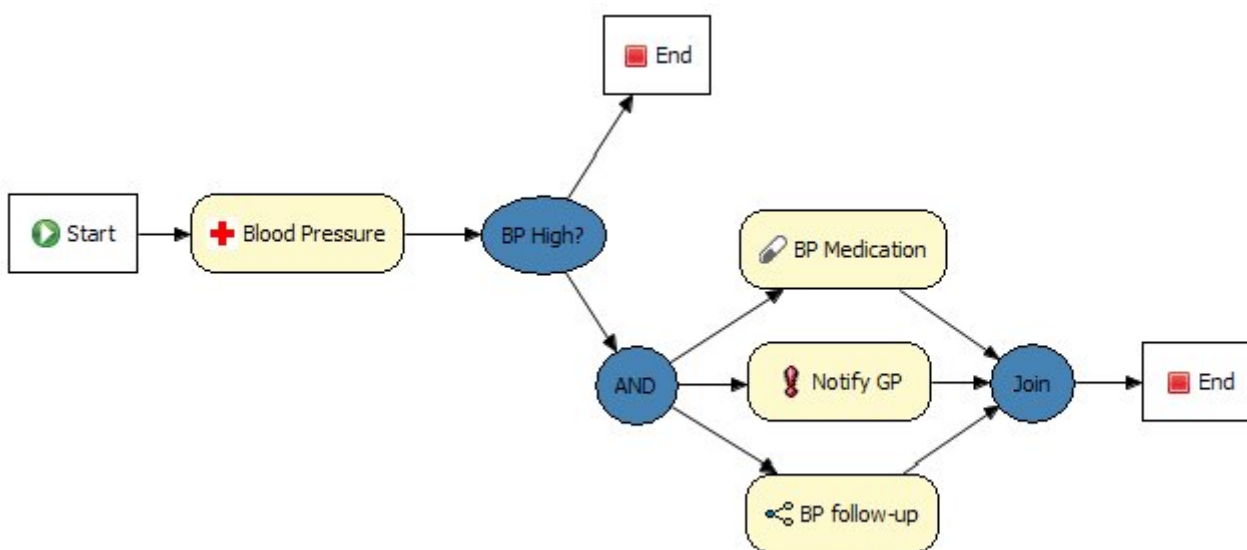 End
Start
Blood Pressure
BP High?
BP Medication
AND
Notify GP
Join
End
BP follow-up